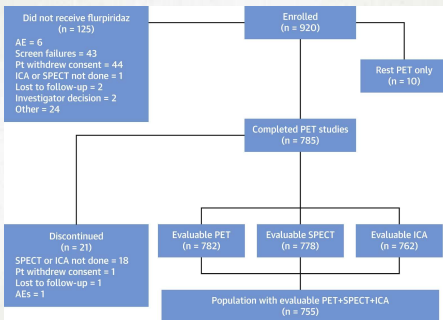 Did not receive flurpiridaz
(n = 125)
AE = 6
Screen failures = 43
Pt withdrew consent = 44
ICA or SPECT not done = 1
Lost to follow-up = 2
Investigator decision = 2
Other = 24
Enrolled
(n = 920)
Rest PET only
(n = 10)
Completed PET studies
(n = 785)
Discontinued
(n = 21)
SPECT or ICA not done = 18
Pt withdrew consent = 1
Lost to follow-up = 1
AEs = 1
Evaluable PET
(n = 782)
Evaluable SPECT
(n = 778)
Evaluable ICA
(n = 762)
Population with evaluable PET+SPECT+ICA
(n = 755)